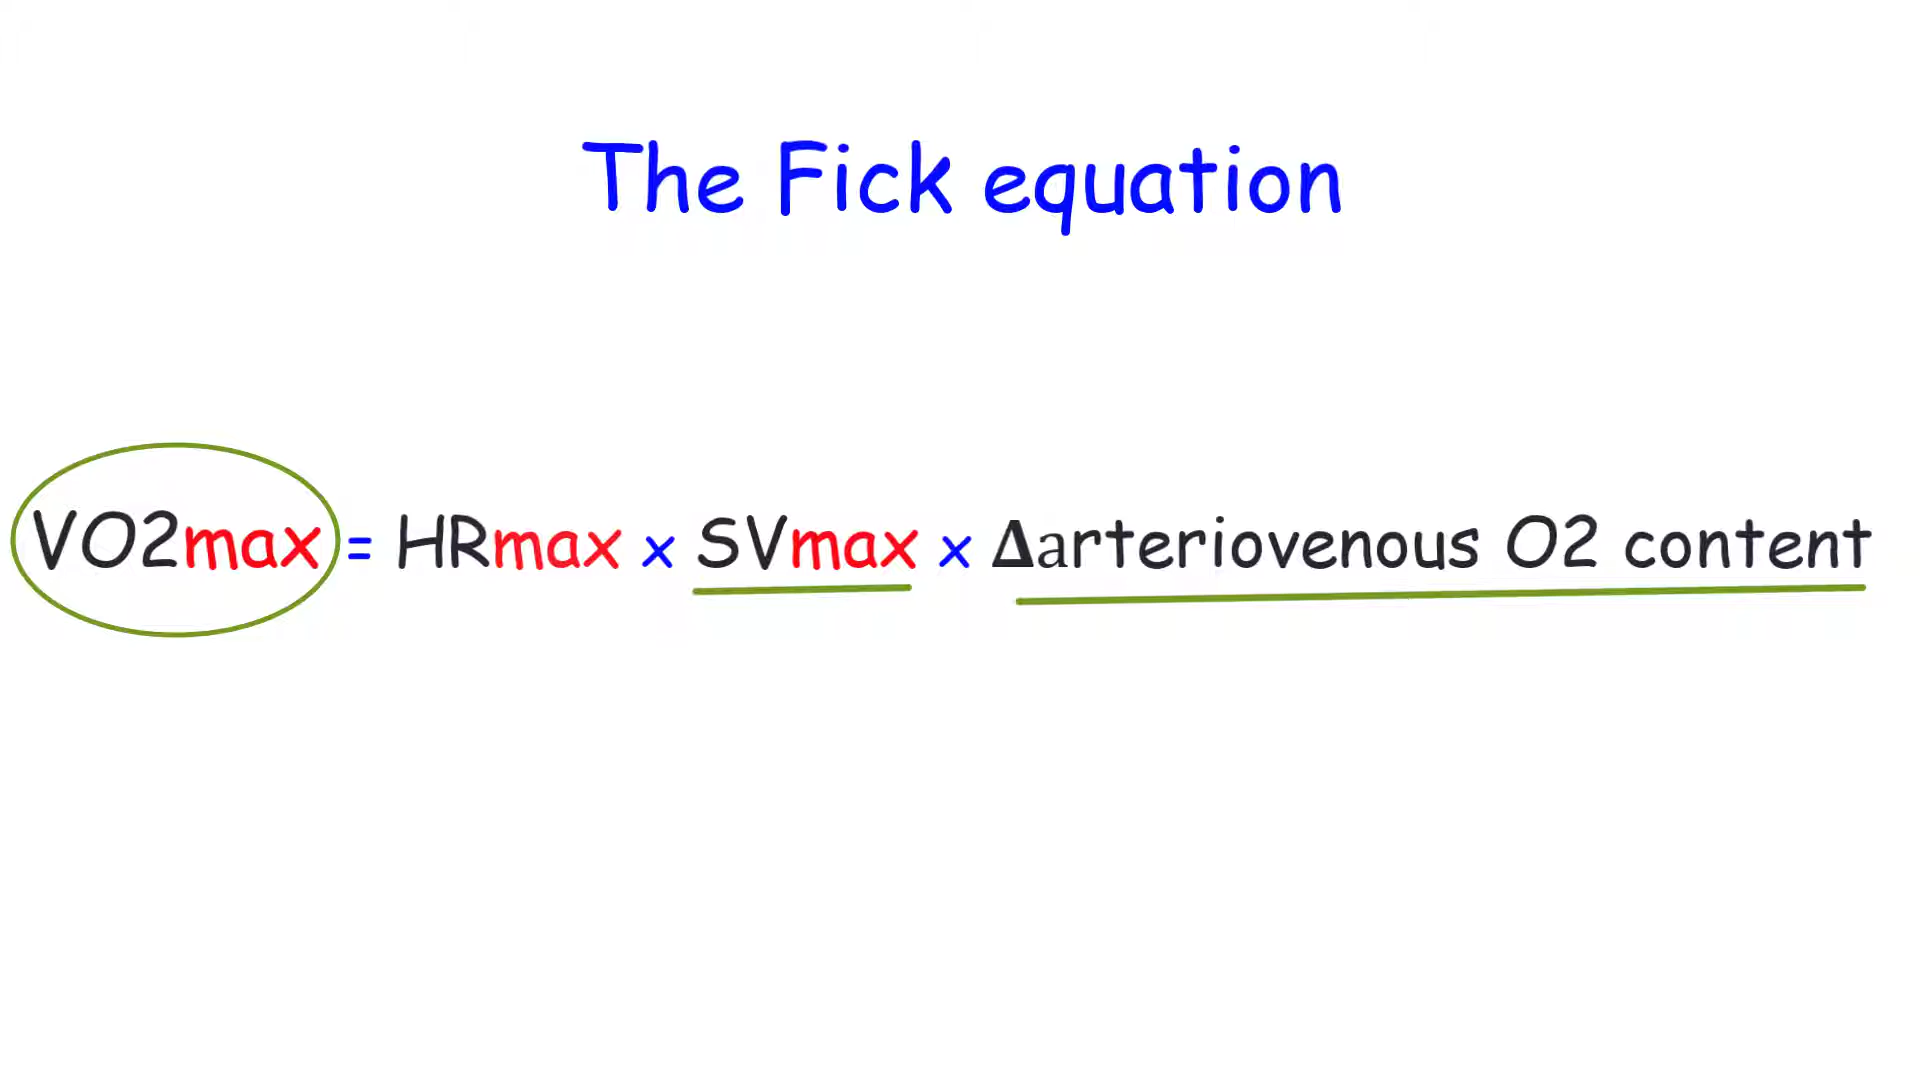 The Fick equation
VO2max = HRmax x SVmax x Δarteriovenous O2 content